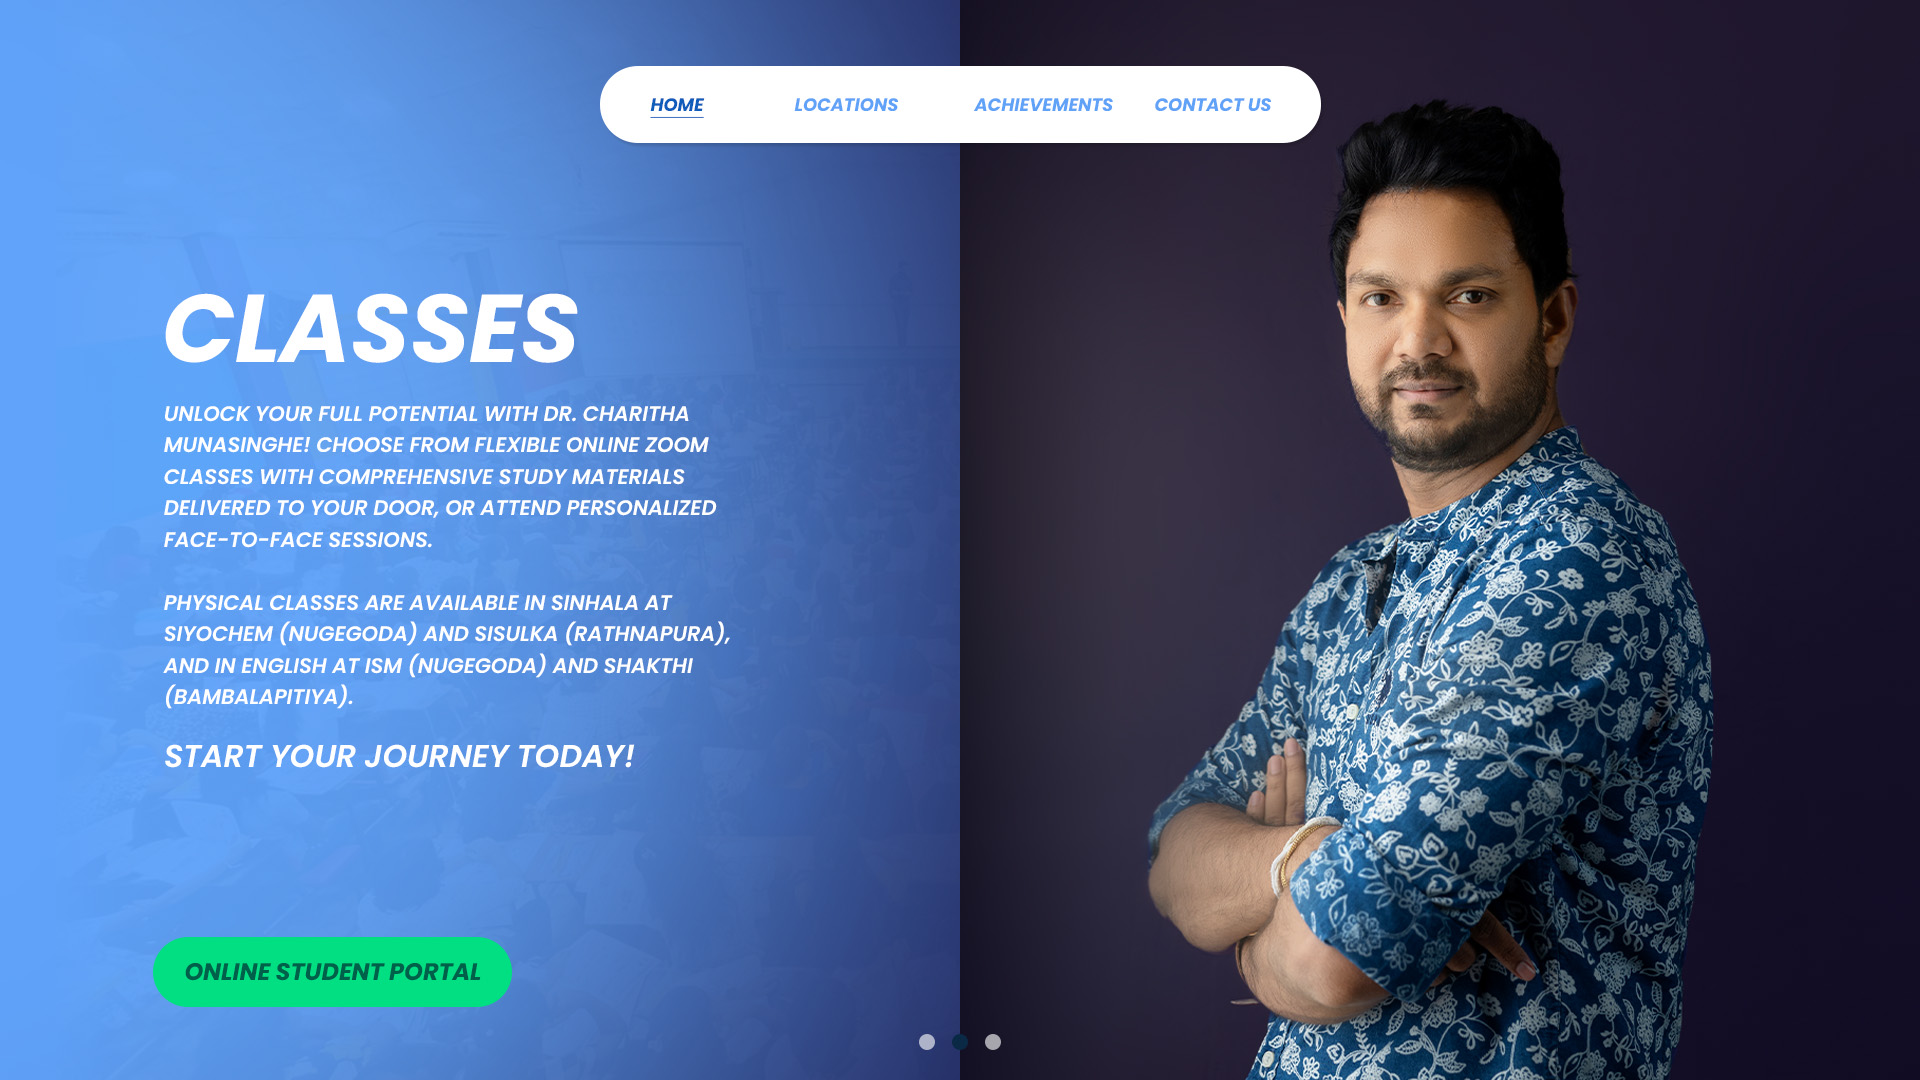 HOME
LOCATIONS
ACHIEVEMENTS
CONTACT US
CLASSES
UNLOCK YOUR FULL POTENTIAL WITH DR. CHARITHA
MUNASINGHE! CHOOSE FROM FLEXIBLE ONLINE ZOOM
CLASSES WITH COMPREHENSIVE STUDY MATERIALS
DELIVERED TO YOUR DOOR, OR ATTEND PERSONALIZED
FACE-TO-FACE SESSIONS.
PHYSICAL CLASSES ARE AVAILABLE IN SINHALA AT
SIYOCHEM (NUGEGODA) AND SISULKA (RATHNAPURA),
AND IN ENGLISH AT ISM (NUGEGODA) AND SHAKTHI
(BAMBALAPITIYA).
START YOUR JOURNEY TODAY!
ONLINE STUDENT PORTAL